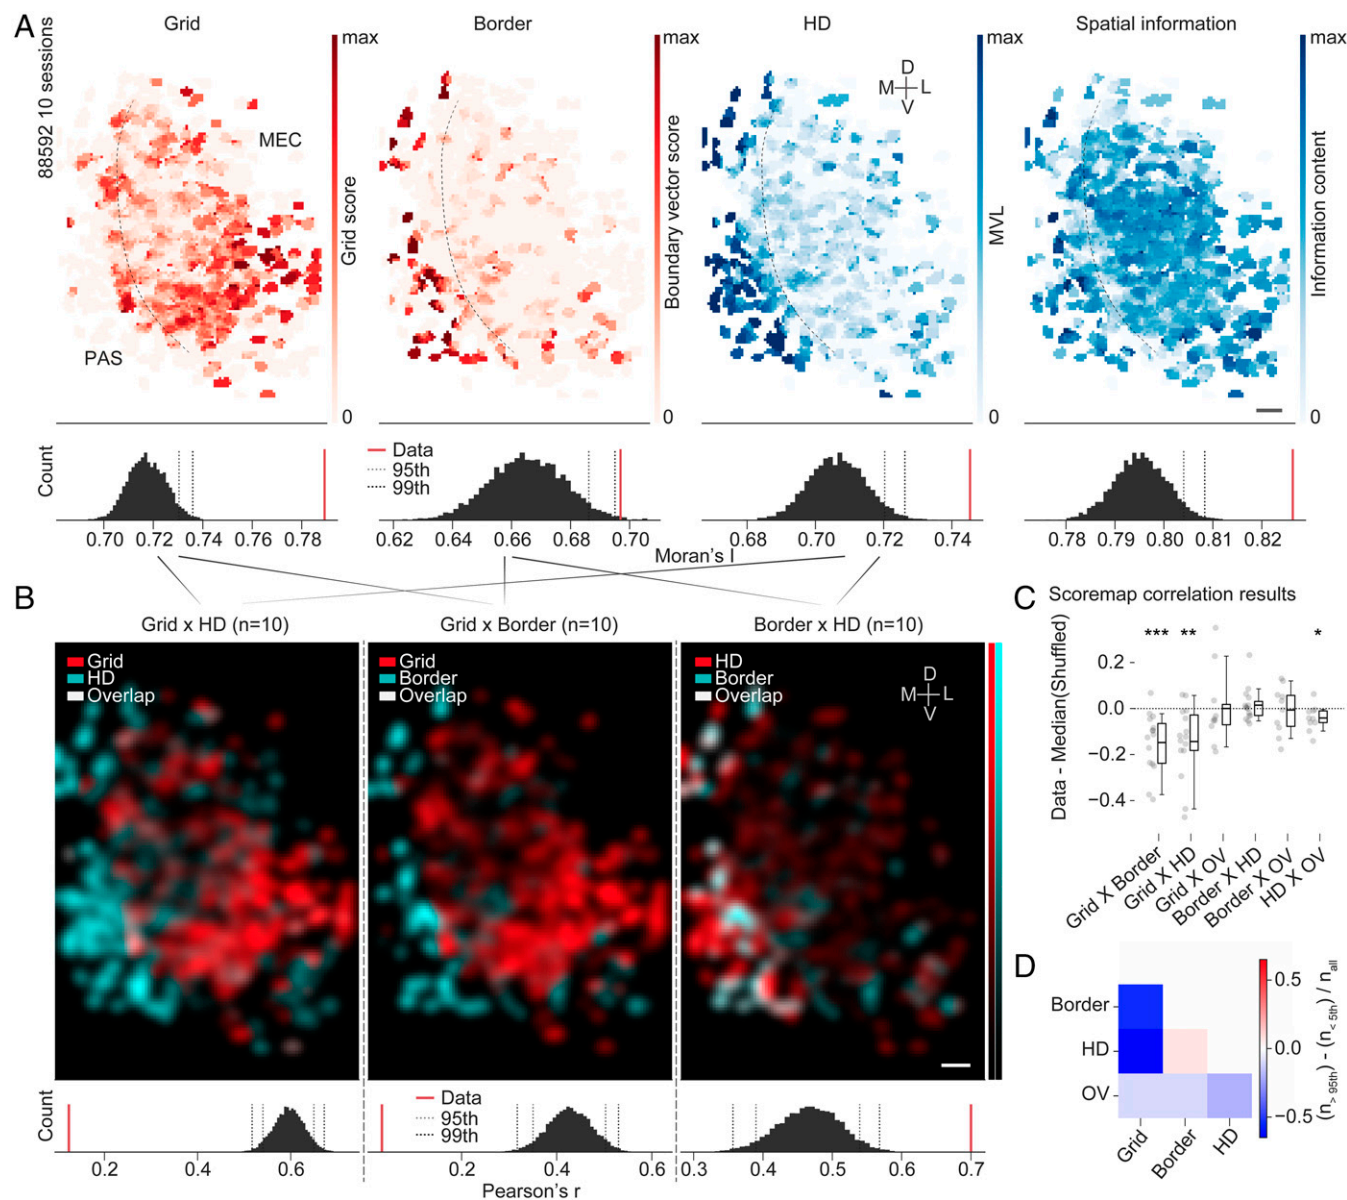 A
Grid
Border
HD
Spatial information
88592 10 sessions
max
max
max
max
MEC
PAS
D
M L
V
Grid score
Boundary vector score
MVL
Information content
0
0
0
0
Count
Data
95th
99th
0.70 0.72 0.74 0.76 0.78
0.62 0.64 0.66 0.68 0.70
0.68 0.70 0.72 0.74
0.78 0.79 0.80 0.81 0.82
Moran's I
B
Grid x HD (n=10)
Grid x Border (n=10)
Border x HD (n=10)
Grid
HD
Overlap
Grid
Border
Overlap
HD
Border
Overlap
D
M L
V
Count
Data
95th
99th
0.2 0.4 0.6
0.2 0.4 0.6
0.3 0.4 0.5 0.6 0.7
Pearson's r
C Scoremap correlation results
*** ** *
Data - Median(Shuffled)
0.2
0.0
−0.2
−0.4
Grid X Border
Grid X HD
Grid X OV
Border X HD
Border X OV
HD X OV
D
Border
HD
OV
Grid
Border
HD
0.5
0.0
−0.5
(n> 95th) - (n< 5th) / nall